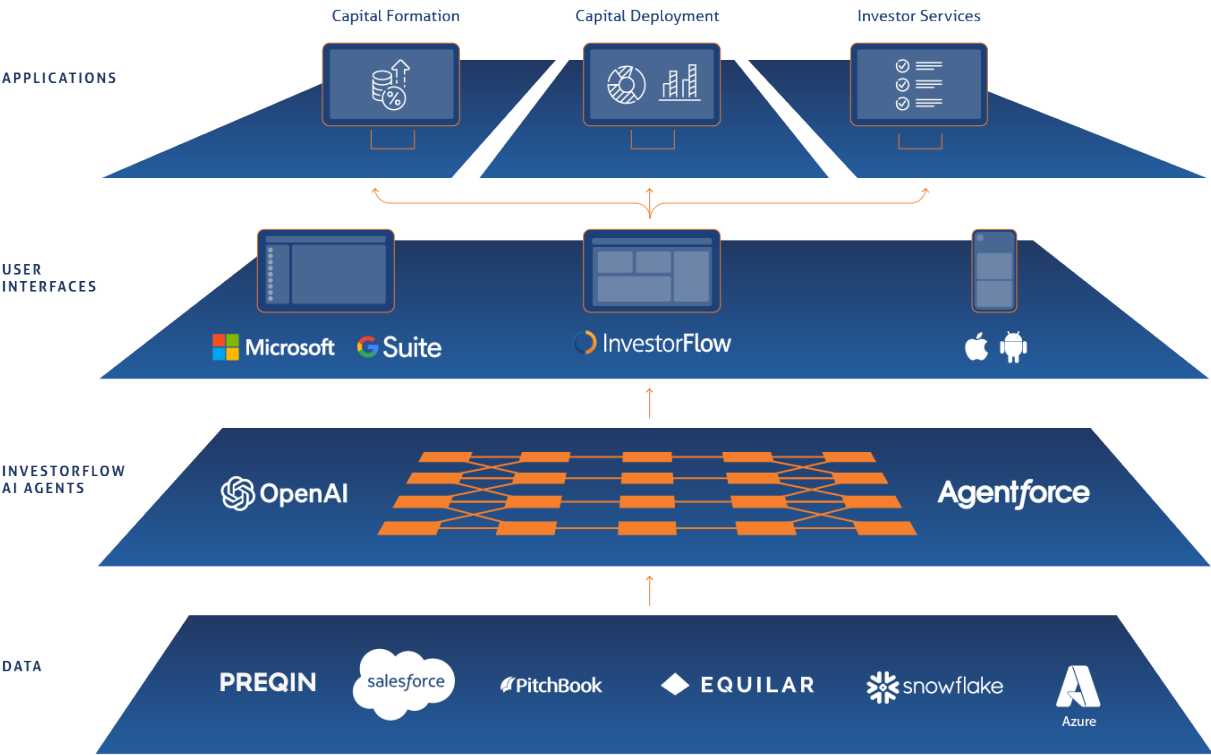 Capital Formation
Capital Deployment
Investor Services
APPLICATIONS
%
USER
INTERFACES
Microsoft
G Suite
InvestorFlow
INVESTORFLOW
AI AGENTS
OpenAI
Agentforce
DATA
PREQIN
salesforce
PitchBook
EQUILAR
snowflake
Azure